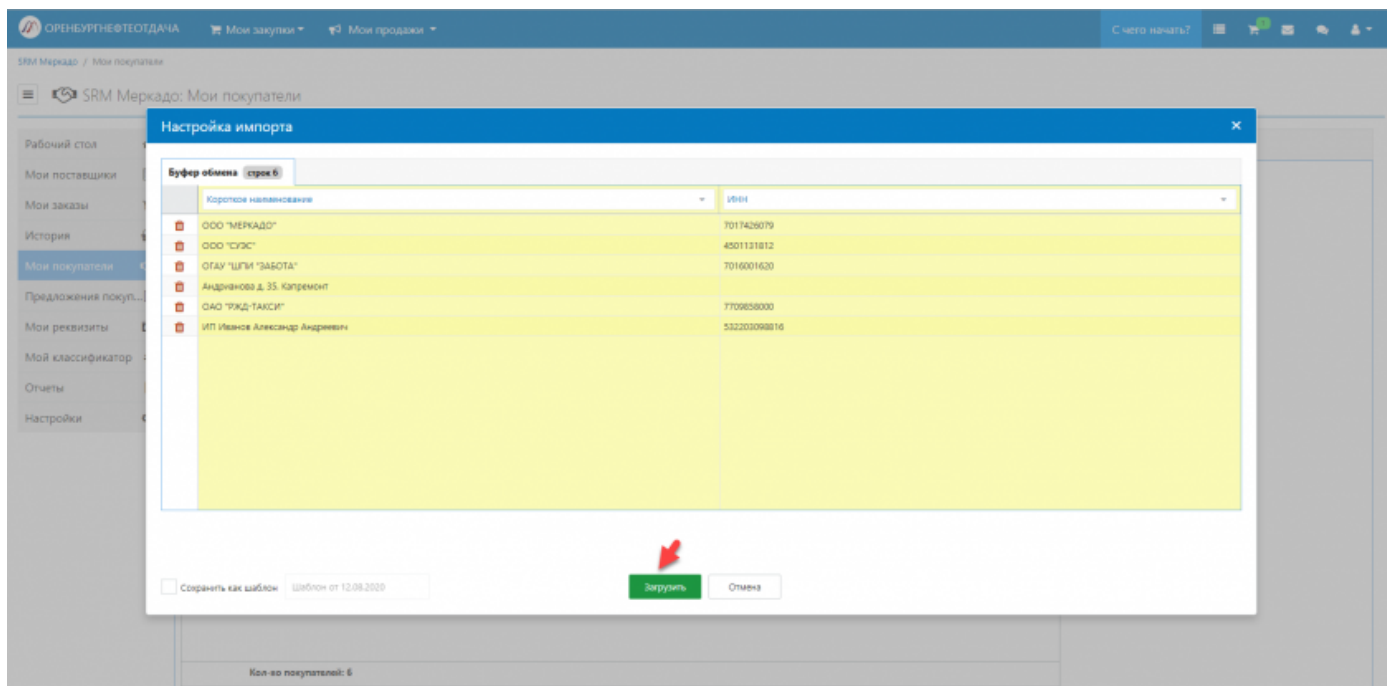 ОРЕНБУРГНЕФТЕОТДАЧА Мои закупки Мои продажи С чего начать? 1
SRM Меркадо / Мои покупатели
SRM Меркадо: Мои покупатели
Настройка импорта ×
Рабочий стол
Мои поставщики
Мои заказы
История
Мои покупатели
Предложения покуп...
Мои реквизиты
Мой классификатор
Отчеты
Настройки
Буфер обмена строк 6
Короткое наименование ИНН
ООО "МЕРКАДО" 7017426079
ООО "СУЭС" 4501131812
ОГАУ "ШПИ "ЗАБОТА" 7016001620
Андрианова д. 35. Капремонт
ОАО "РЖД-ТАКСИ" 7709858000
ИП Иванов Александр Андреевич 532203098816
Сохранить как шаблон Шаблон от 12.08.2020 Загрузить Отмена
Кол-во покупателей: 6